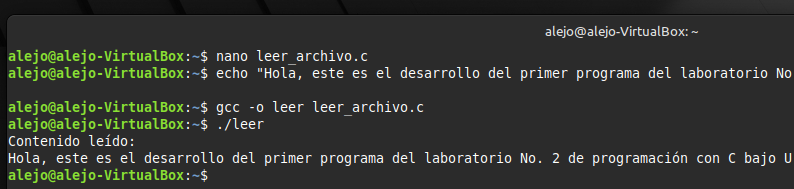 alejo@alejo-VirtualBox: ~
alejo@alejo-VirtualBox:~$ nano leer_archivo.c
alejo@alejo-VirtualBox:~$ echo "Hola, este es el desarrollo del primer programa del laboratorio No
alejo@alejo-VirtualBox:~$ gcc -o leer leer_archivo.c
alejo@alejo-VirtualBox:~$ ./leer
Contenido leído:
Hola, este es el desarrollo del primer programa del laboratorio No. 2 de programación con C bajo U
alejo@alejo-VirtualBox:~$